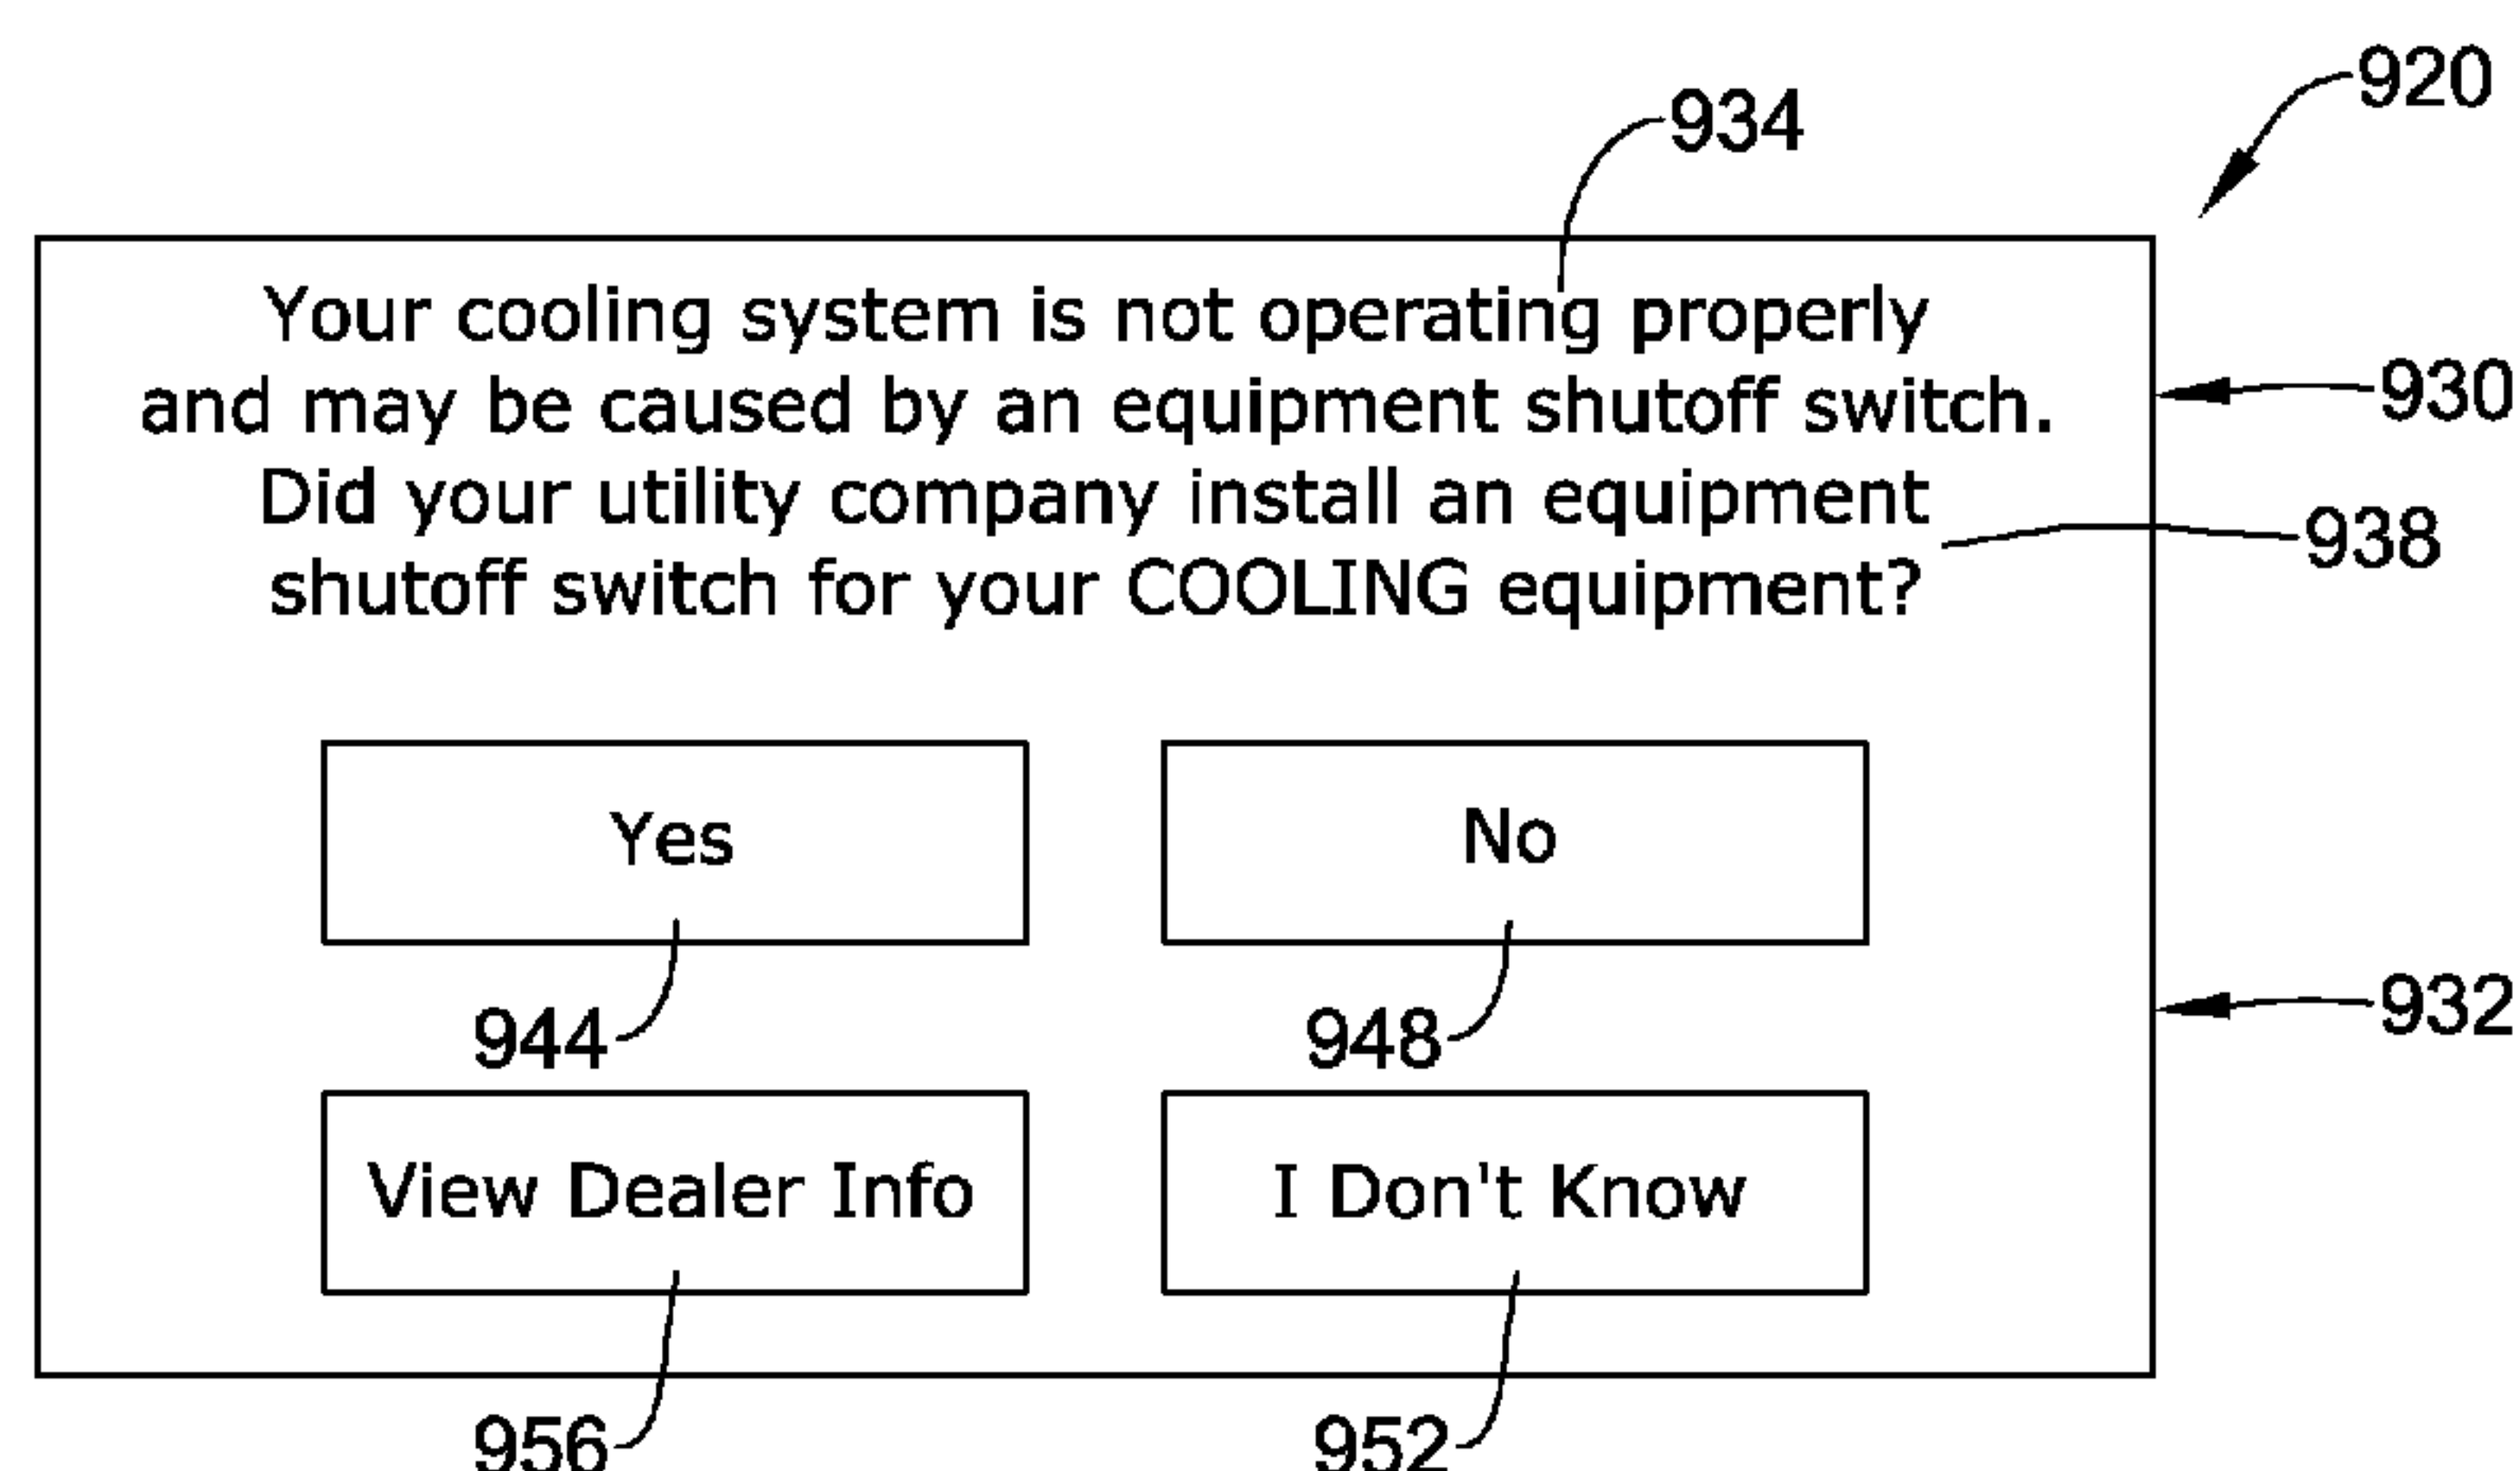 920
934
Your cooling system is not operating properly
and may be caused by an equipment shutoff switch.
930
Did your utility company install an equipment
938
shutoff switch for your COOLING equipment?
Yes
No
944
948
932
View Dealer Info
I Don't Know
956
952